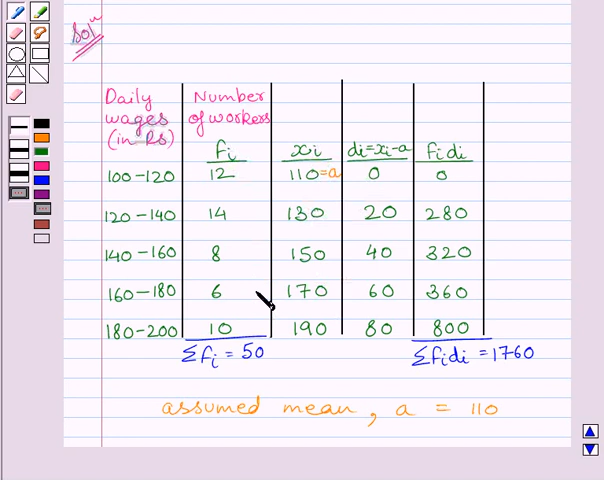 Solⁿ
Daily wages (in Rs) Number of workers
fi xi di=xi-a fidi
100-120 12 110=a 0 0
120-140 14 130 20 280
140-160 8 150 40 320
160-180 6 170 60 360
180-200 10 190 80 800
Σfi = 50 Σfidi = 1760
assumed mean, a = 110